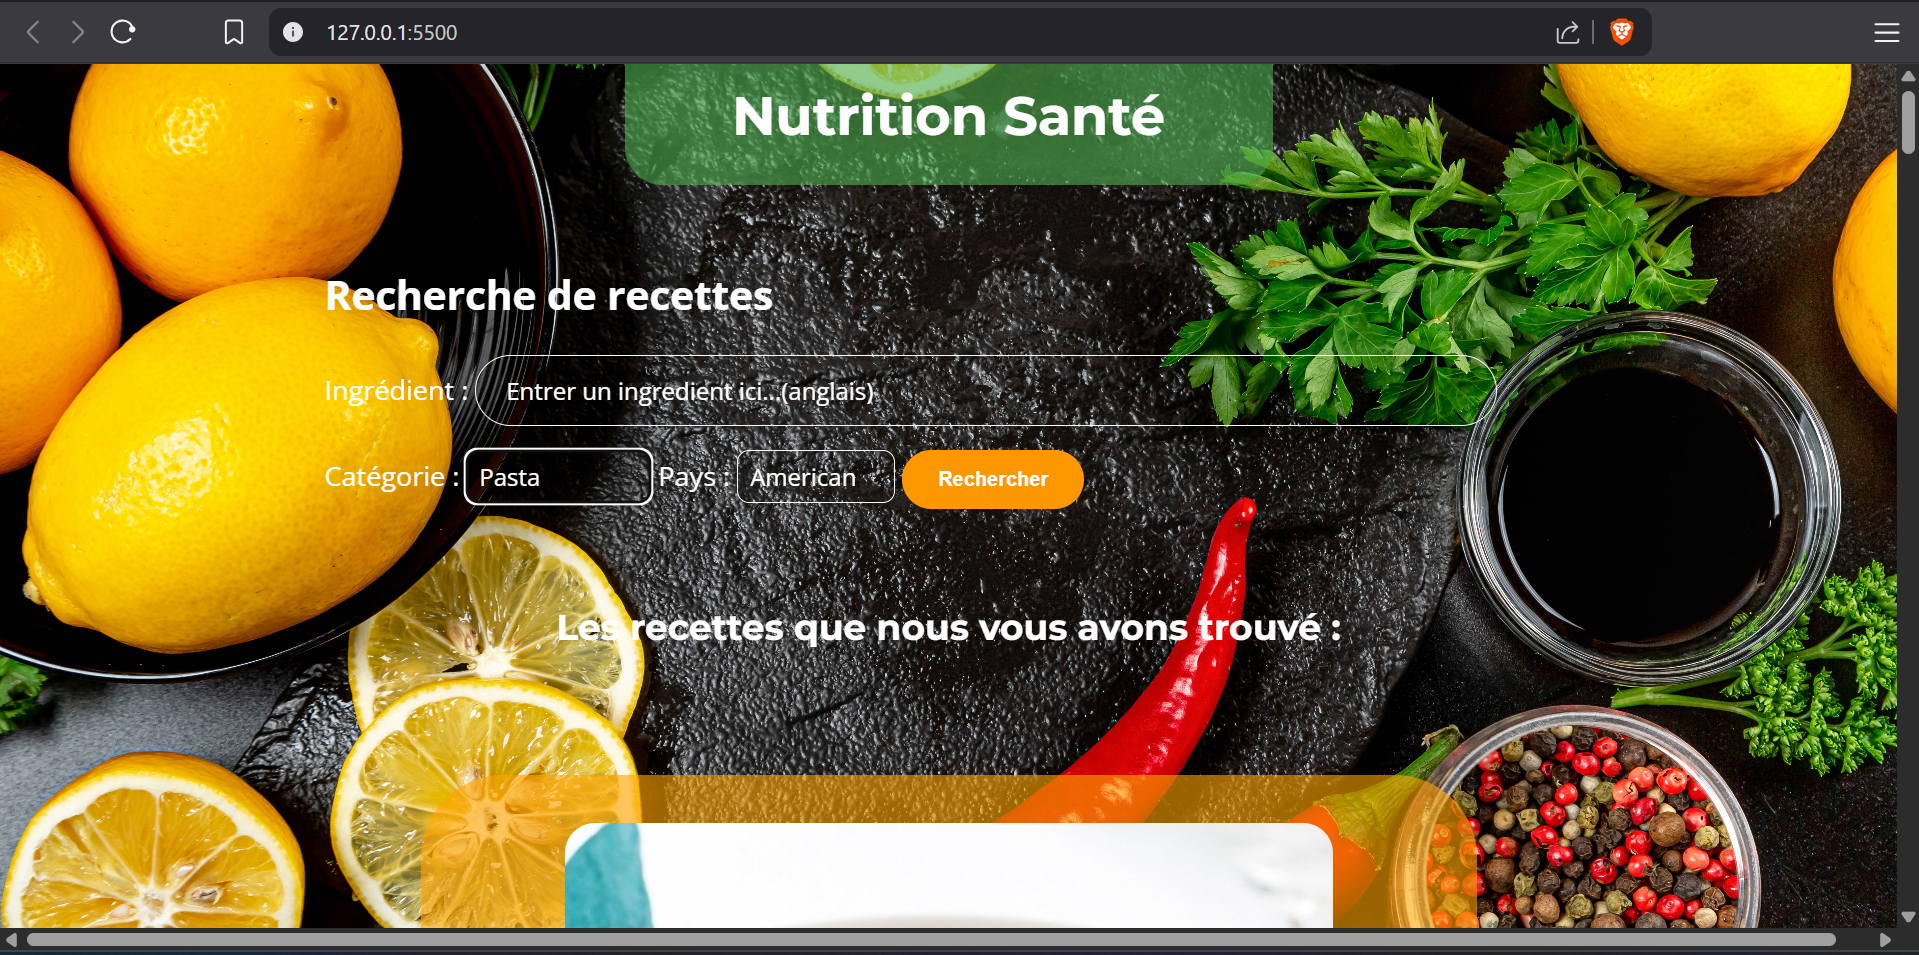 127.0.0.1:5500
Nutrition Santé
Recherche de recettes
Ingrédient : Entrer un ingredient ici...(anglais)
Catégorie : Pasta Pays : American Rechercher
Les recettes que nous vous avons trouvé :